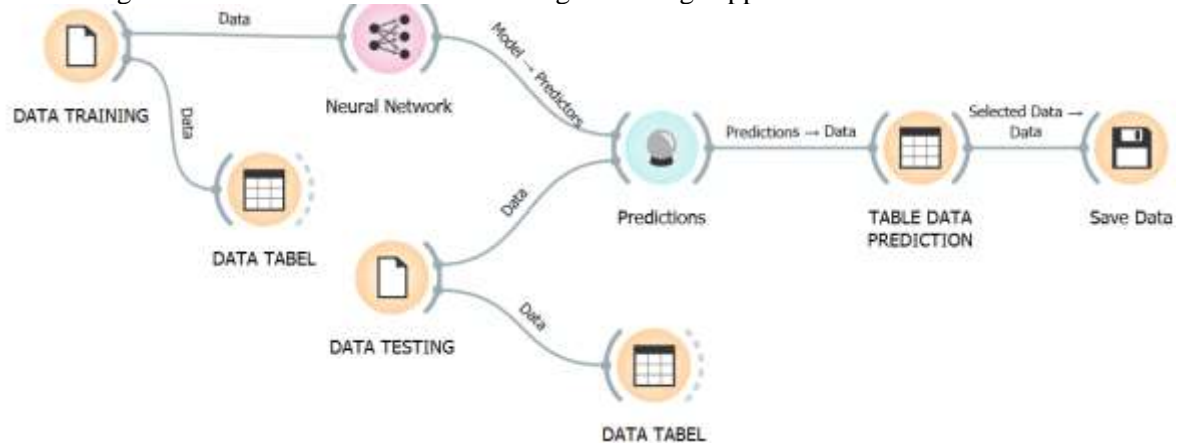 Data
Neural Network
DATA TRAINING
Data
DATA TABEL
Model → Predictors
Data
Predictions
Predictions → Data
TABLE DATA
PREDICTION
Selected Data →
Data
Save Data
DATA TESTING
Data
DATA TABEL